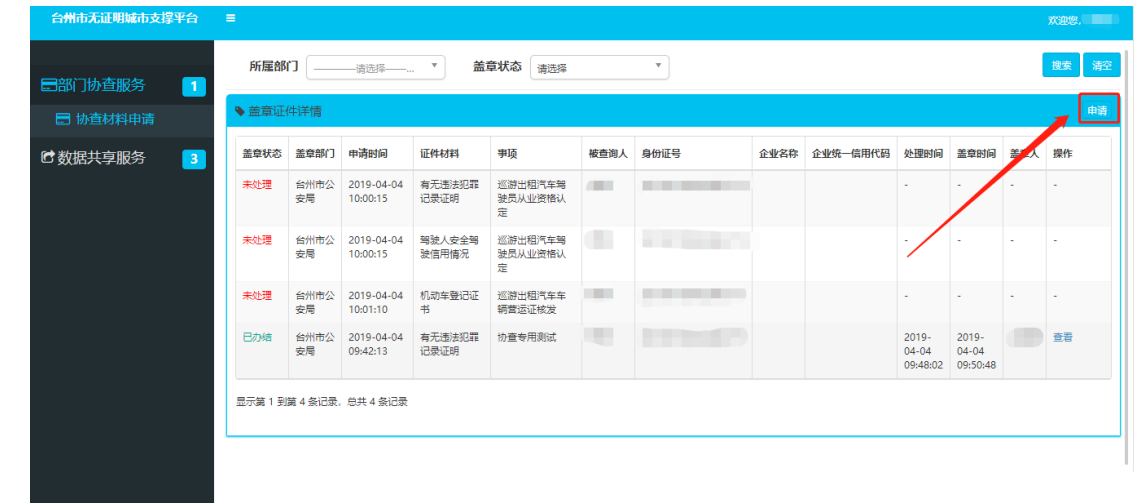 台州市无证明城市支撑平台
欢迎您,
部门协查服务 1
协查材料申请
数据共享服务 3
所属部门 ———请选择——... 盖章状态 请选择 搜索 清空
盖章证件详情 申请
盖章状态 盖章部门 申请时间 证件材料 事项 被查询人 身份证号 企业名称 企业统一信用代码 处理时间 盖章时间 盖章人 操作
未处理 台州市公 2019-04-04 有无违法犯罪 巡游出租汽车驾 - - - -
安局 10:00:15 记录证明 驶员从业资格认
定
未处理 台州市公 2019-04-04 驾驶人安全驾 巡游出租汽车驾 - - - -
安局 10:00:15 驶信用情况 驶员从业资格认
定
未处理 台州市公 2019-04-04 机动车登记证 巡游出租汽车车 - - - -
安局 10:01:10 书 辆营运证核发
已办结 台州市公 2019-04-04 有无违法犯罪 协查专用测试 2019- 2019- 查看
安局 09:42:13 记录证明 04-04 04-04
09:48:02 09:50:48
显示第 1 到第 4 条记录，总共 4 条记录